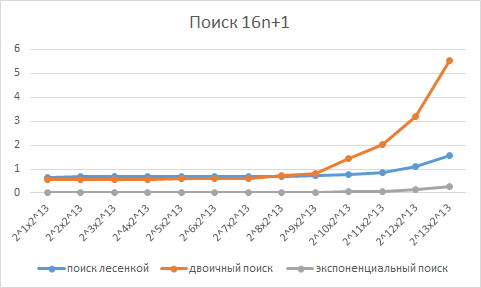 Поиск 16n+1
6
5
4
3
2
1
0
2^1x2^13
2^2x2^13
2^3x2^13
2^4x2^13
2^5x2^13
2^6x2^13
2^7x2^13
2^8x2^13
2^9x2^13
2^10x2^13
2^11x2^13
2^12x2^13
2^13x2^13
поиск лесенкой двоичный поиск экспоненциальный поиск